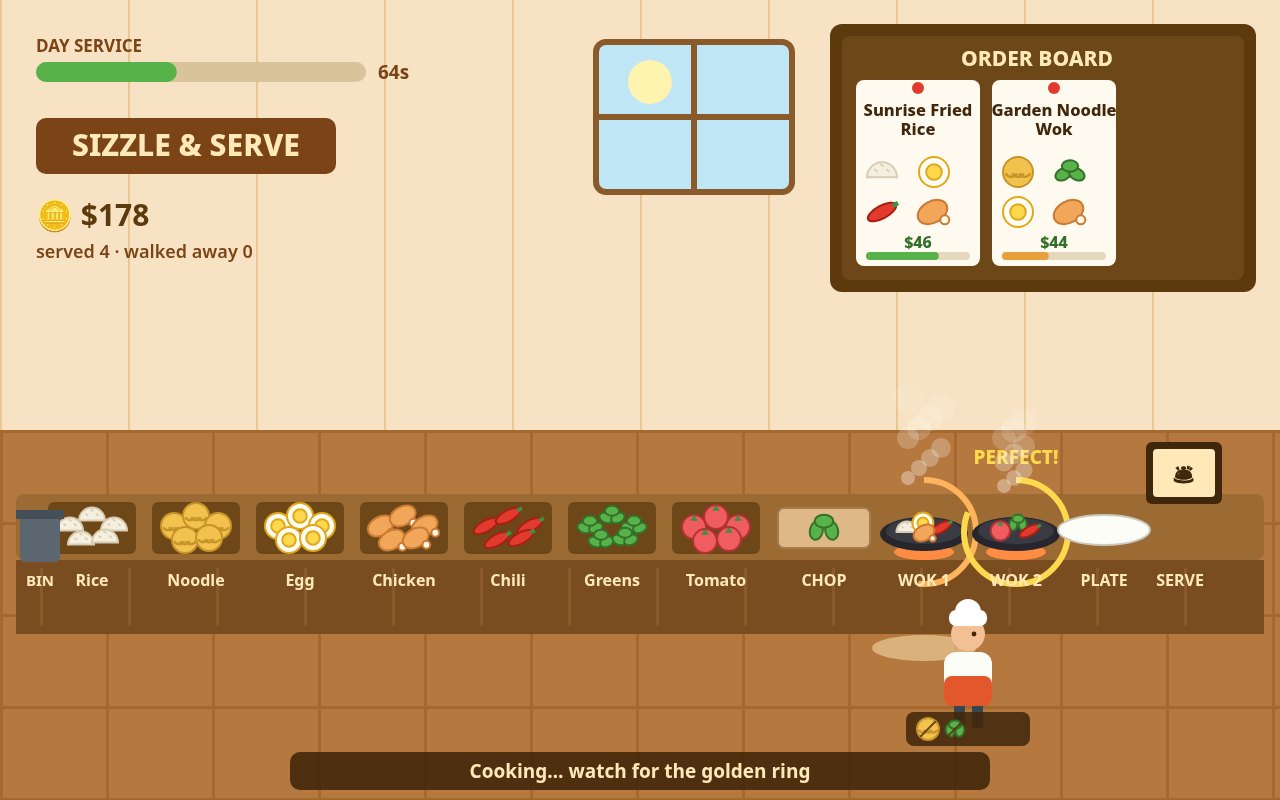 DAY SERVICE
64s
SIZZLE & SERVE
$178
served 4 · walked away 0
ORDER BOARD
Sunrise Fried
Rice
$46
Garden Noodle
Wok
$44
PERFECT!
BIN
Rice
Noodle
Egg
Chicken
Chili
Greens
Tomato
CHOP
WOK 1
WOK 2
PLATE
SERVE
Cooking... watch for the golden ring